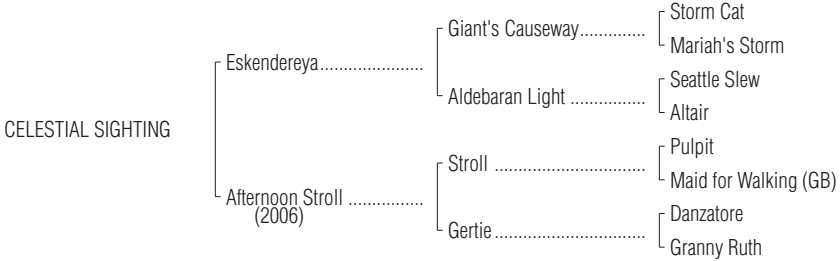 Storm Cat
Giant's Causeway..............
Mariah's Storm
Eskendereya......................
Seattle Slew
Aldebaran Light ................
Altair
CELESTIAL SIGHTING
Pulpit
Stroll ................................
Maid for Walking (GB)
Afternoon Stroll ................
(2006)
Danzatore
Gertie................................
Granny Ruth